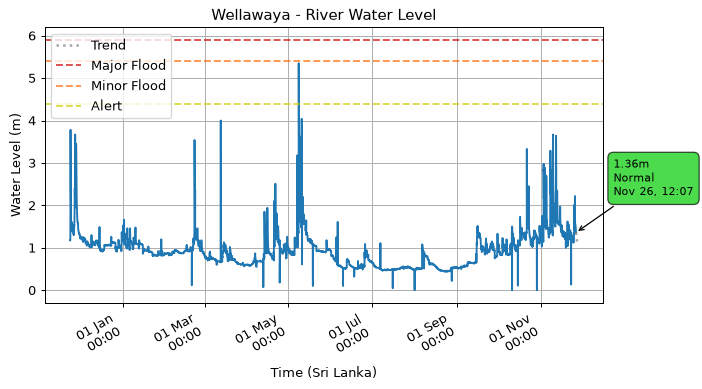 Wellawaya - River Water Level
6
5
4
3
2
1
0
Water Level (m)
Trend
Major Flood
Minor Flood
Alert
1.36m
Normal
Nov 26, 12:07
01 Jan
00:00
01 Mar
00:00
01 May
00:00
01 Jul
00:00
01 Sep
00:00
01 Nov
00:00
Time (Sri Lanka)